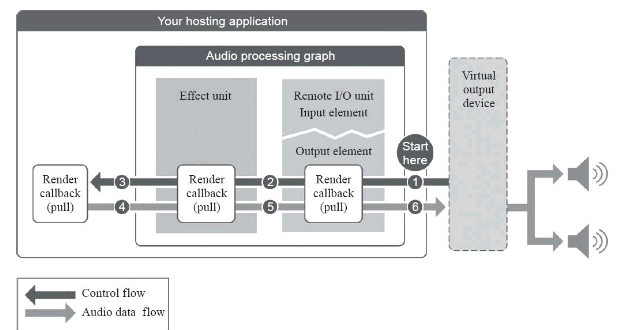 Your hosting application
Audio processing graph
Effect unit
Remote I/O unit
Input element
Output element
Start
here
Virtual
output
device
Render
callback
(pull)
3
4
Render
callback
(pull)
2
5
Render
callback
(pull)
1
6
Control flow
Audio data flow